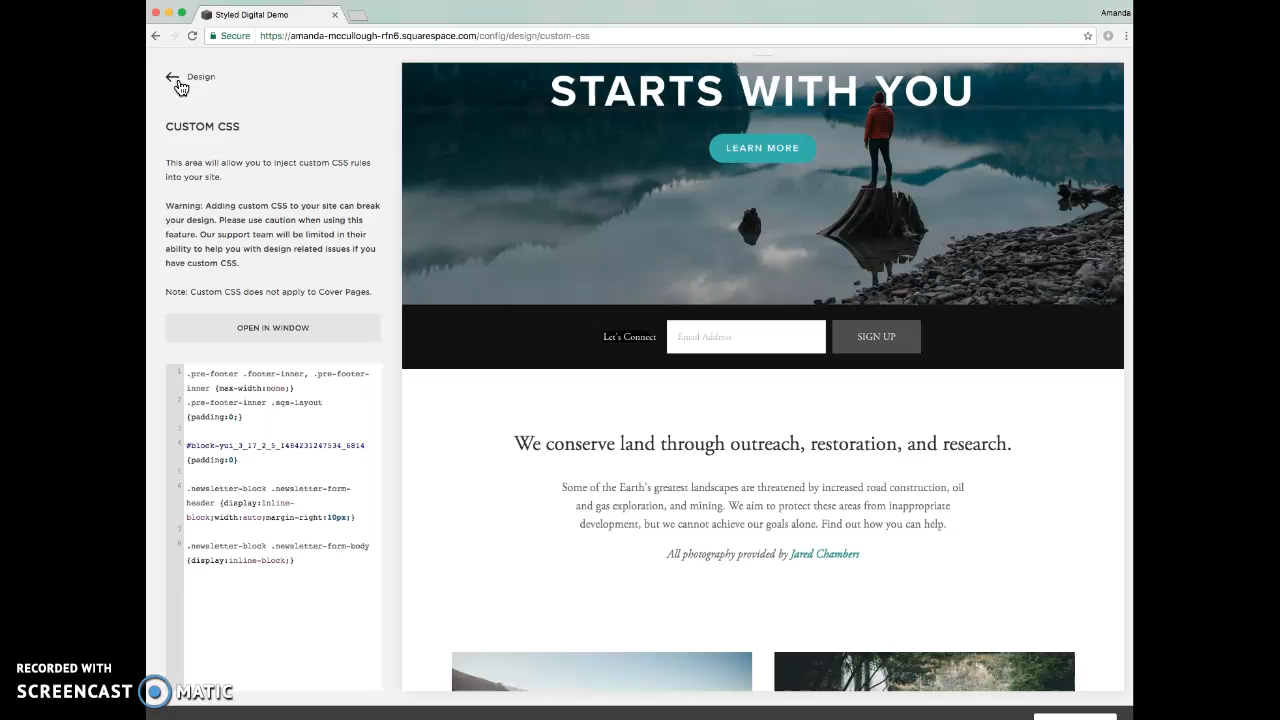 Styled Digital Demo
Amanda
Secure
https://amanda-mccullough-rfn6.squarespace.com/config/design/custom-css
Design
CUSTOM CSS
This area will allow you to inject custom CSS rules
into your site.
Warning: Adding custom CSS to your site can break
your design. Please use caution when using this
feature. Our support team will be limited in their
ability to help you with design related issues if you
have custom CSS.
Note: Custom CSS does not apply to Cover Pages.
OPEN IN WINDOW
1 .pre-footer .footer-inner, .pre-footer-
inner {max-width:none;}
2 .pre-footer-inner .sqs-layout
{padding:0;}
3
4 #block-yui_3_17_2_5_1484231247534_6814
{padding:0}
5
6 .newsletter-block .newsletter-form-
header {display:inline-
block;width:auto;margin-right:10px;}
7
8 .newsletter-block .newsletter-form-body
{display:inline-block;}
STARTS WITH YOU
LEARN MORE
Let's Connect
Email Address
SIGN UP
We conserve land through outreach, restoration, and research.
Some of the Earth's greatest landscapes are threatened by increased road construction, oil
and gas exploration, and mining. We aim to protect these areas from inappropriate
development, but we cannot achieve our goals alone. Find out how you can help.
All photography provided by Jared Chambers
RECORDED WITH
SCREENCAST MATIC